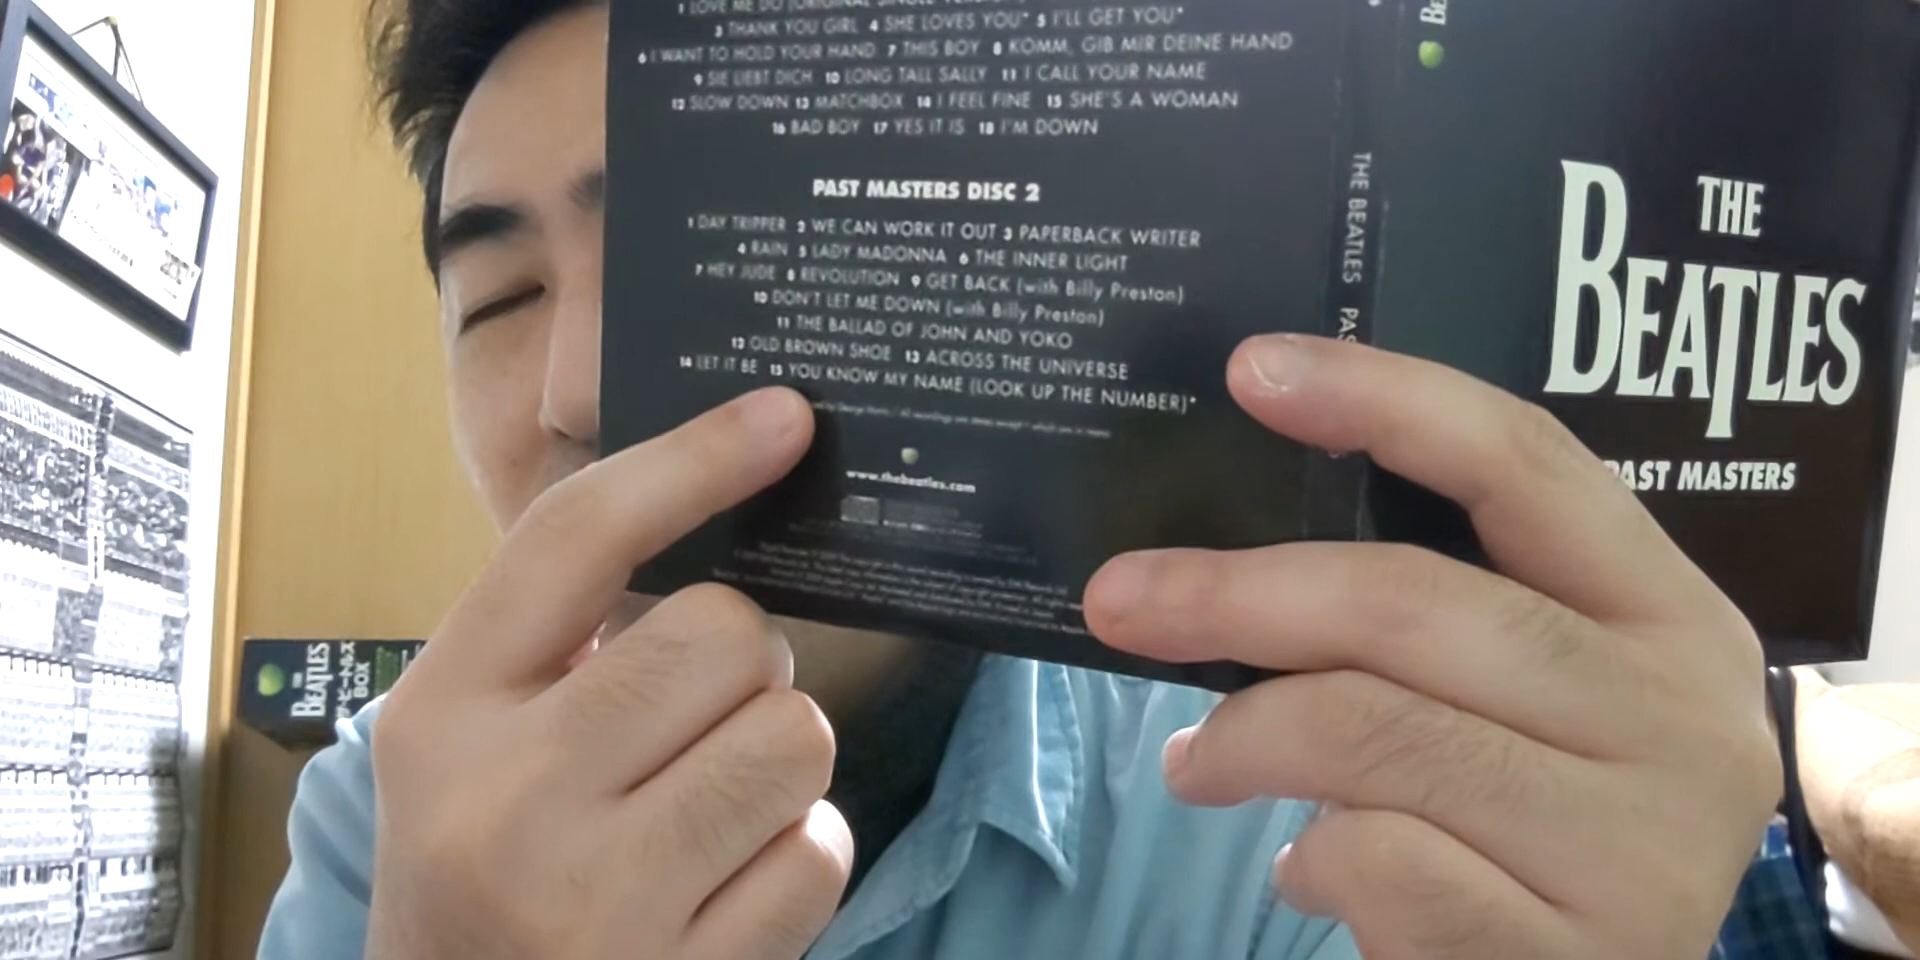 1 LOVE ME DO (ORIGINAL SINGLE VERSION)
3 THANK YOU GIRL 4 SHE LOVES YOU* 5 I'LL GET YOU*
6 I WANT TO HOLD YOUR HAND 7 THIS BOY 8 KOMM, GIB MIR DEINE HAND
9 SIE LIEBT DICH 10 LONG TALL SALLY 11 I CALL YOUR NAME
12 SLOW DOWN 13 MATCHBOX 14 I FEEL FINE 15 SHE'S A WOMAN
16 BAD BOY 17 YES IT IS 18 I'M DOWN
PAST MASTERS DISC 2
1 DAY TRIPPER 2 WE CAN WORK IT OUT 3 PAPERBACK WRITER
4 RAIN 5 LADY MADONNA 6 THE INNER LIGHT
7 HEY JUDE 8 REVOLUTION 9 GET BACK (with Billy Preston)
10 DON'T LET ME DOWN (with Billy Preston)
11 THE BALLAD OF JOHN AND YOKO
12 OLD BROWN SHOE 13 ACROSS THE UNIVERSE
14 LET IT BE 15 YOU KNOW MY NAME (LOOK UP THE NUMBER)*
www.thebeatles.com
THE BEATLES PAS
THE
BEATLES
PAST MASTERS
THE
BEATLES
ザ・ビートルズ
BOX